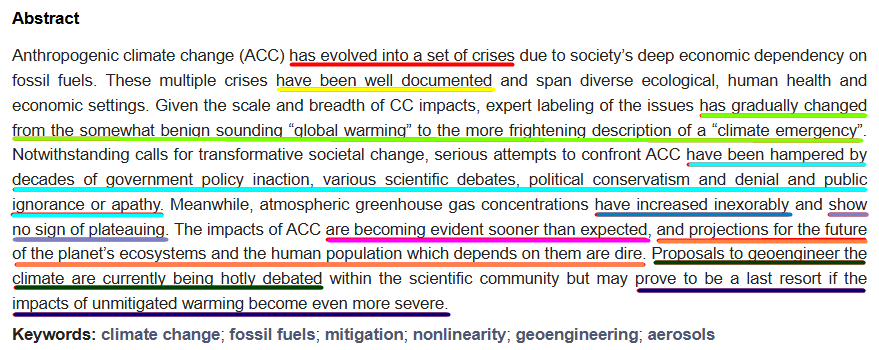 Abstract
Anthropogenic climate change (ACC) has evolved into a set of crises due to society’s deep economic dependency on
fossil fuels. These multiple crises have been well documented and span diverse ecological, human health and
economic settings. Given the scale and breadth of CC impacts, expert labeling of the issues has gradually changed
from the somewhat benign sounding “global warming” to the more frightening description of a “climate emergency”.
Notwithstanding calls for transformative societal change, serious attempts to confront ACC have been hampered by
decades of government policy inaction, various scientific debates, political conservatism and denial and public
ignorance or apathy. Meanwhile, atmospheric greenhouse gas concentrations have increased inexorably and show
no sign of plateauing. The impacts of ACC are becoming evident sooner than expected, and projections for the future
of the planet’s ecosystems and the human population which depends on them are dire. Proposals to geoengineer the
climate are currently being hotly debated within the scientific community but may prove to be a last resort if the
impacts of unmitigated warming become even more severe.
Keywords: climate change; fossil fuels; mitigation; nonlinearity; geoengineering; aerosols